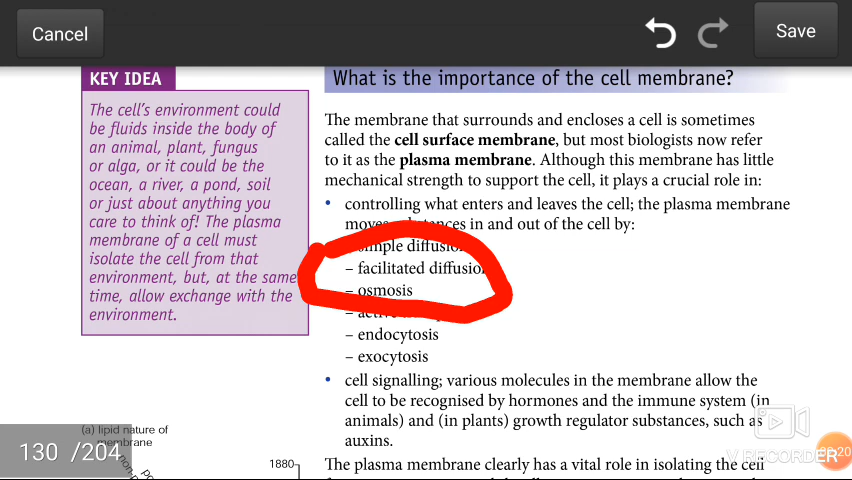 Cancel
Save
KEY IDEA
The cell's environment could
be fluids inside the body of
an animal, plant, fungus
or alga, or it could be the
ocean, a river, a pond, soil
or just about anything you
care to think of! The plasma
membrane of a cell must
isolate the cell from that
environment, but, at the same
time, allow exchange with the
environment.
What is the importance of the cell membrane?
The membrane that surrounds and encloses a cell is sometimes
called the cell surface membrane, but most biologists now refer
to it as the plasma membrane. Although this membrane has little
mechanical strength to support the cell, it plays a crucial role in:
• controlling what enters and leaves the cell; the plasma membrane
moves substances in and out of the cell by:
simple diffusion
– facilitated diffusion
– osmosis
– endocytosis
– exocytosis
• cell signalling; various molecules in the membrane allow the
cell to be recognised by hormones and the immune system (in
animals) and (in plants) growth regulator substances, such as
auxins.
The plasma membrane clearly has a vital role in isolating the cell
(a) lipid nature of
membrane
130 /204
1880
V RECORDER